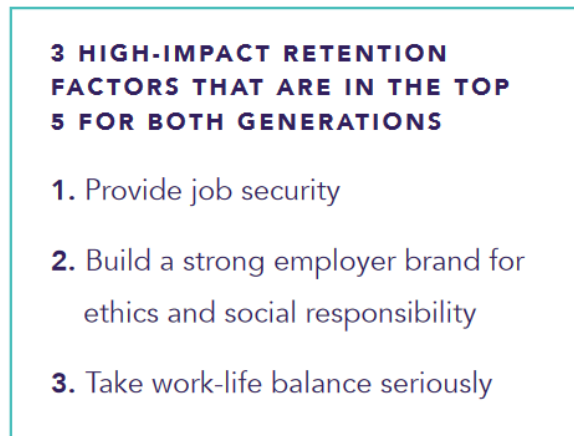 3 HIGH-IMPACT RETENTION
FACTORS THAT ARE IN THE TOP
5 FOR BOTH GENERATIONS
1. Provide job security
2. Build a strong employer brand for
ethics and social responsibility
3. Take work-life balance seriously